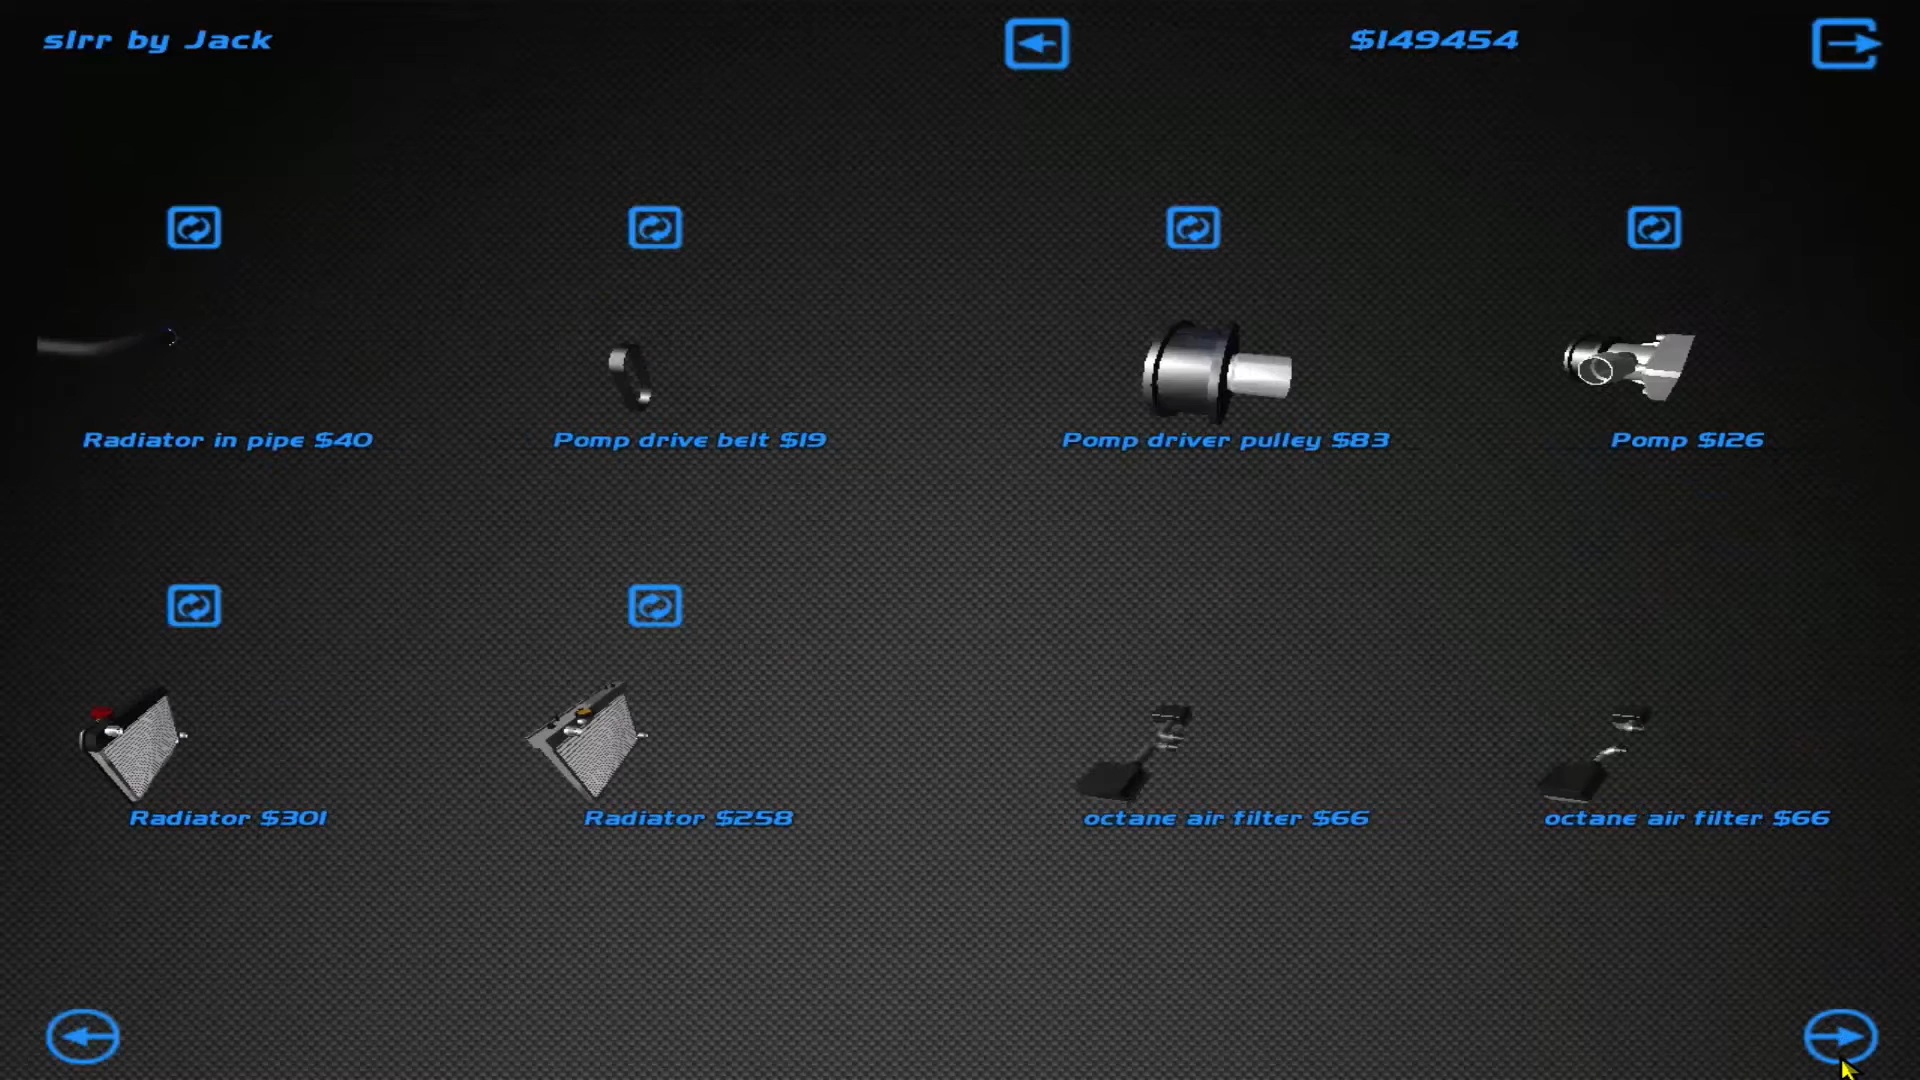 slrr by Jack
$149454
Radiator in pipe $40
Pomp drive belt $19
Pomp driver pulley $83
Pomp $126
Radiator $301
Radiator $258
octane air filter $66
octane air filter $66